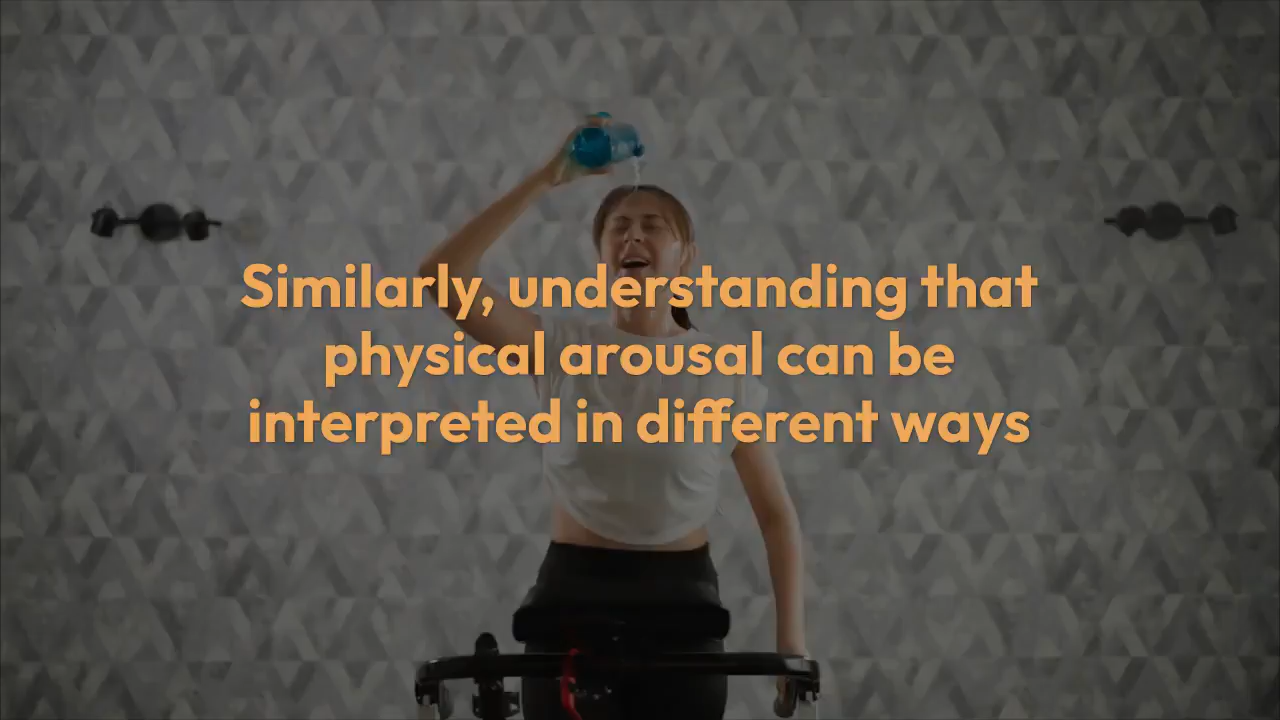 Similarly, understanding that
physical arousal can be
interpreted in different ways